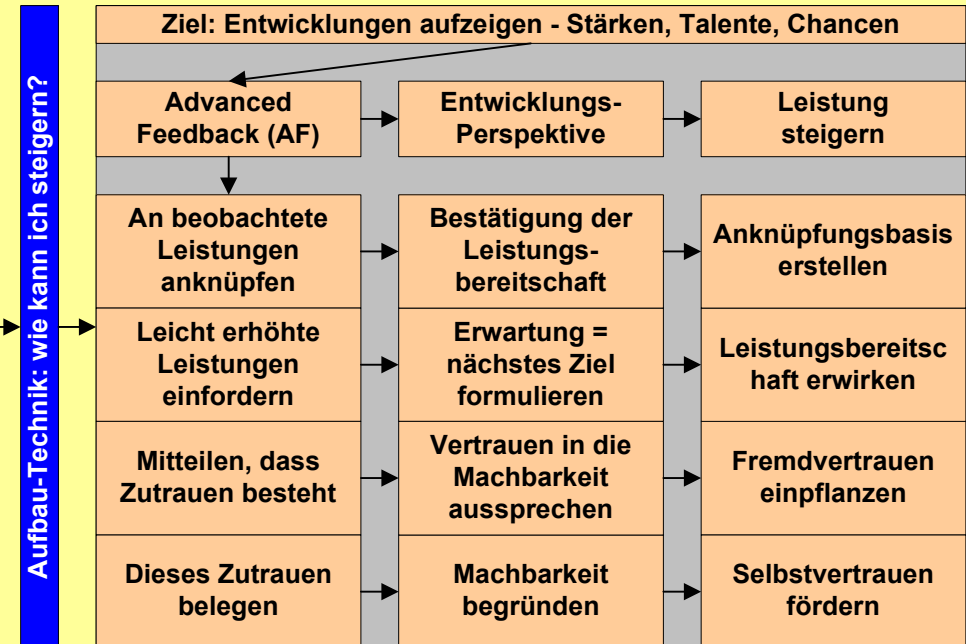 Aufbau-Technik: wie kann ich steigern?
Ziel: Entwicklungen aufzeigen - Stärken, Talente, Chancen
Advanced
Feedback (AF)
Entwicklungs-
Perspektive
Leistung
steigern
An beobachtete
Leistungen
anknüpfen
Bestätigung der
Leistungs-
bereitschaft
Anknüpfungsbasis
erstellen
Leicht erhöhte
Leistungen
einfordern
Erwartung =
nächstes Ziel
formulieren
Leistungsbereitsc
haft erwirken
Mitteilen, dass
Zutrauen besteht
Vertrauen in die
Machbarkeit
aussprechen
Fremdvertrauen
einpflanzen
Dieses Zutrauen
belegen
Machbarkeit
begründen
Selbstvertrauen
fördern